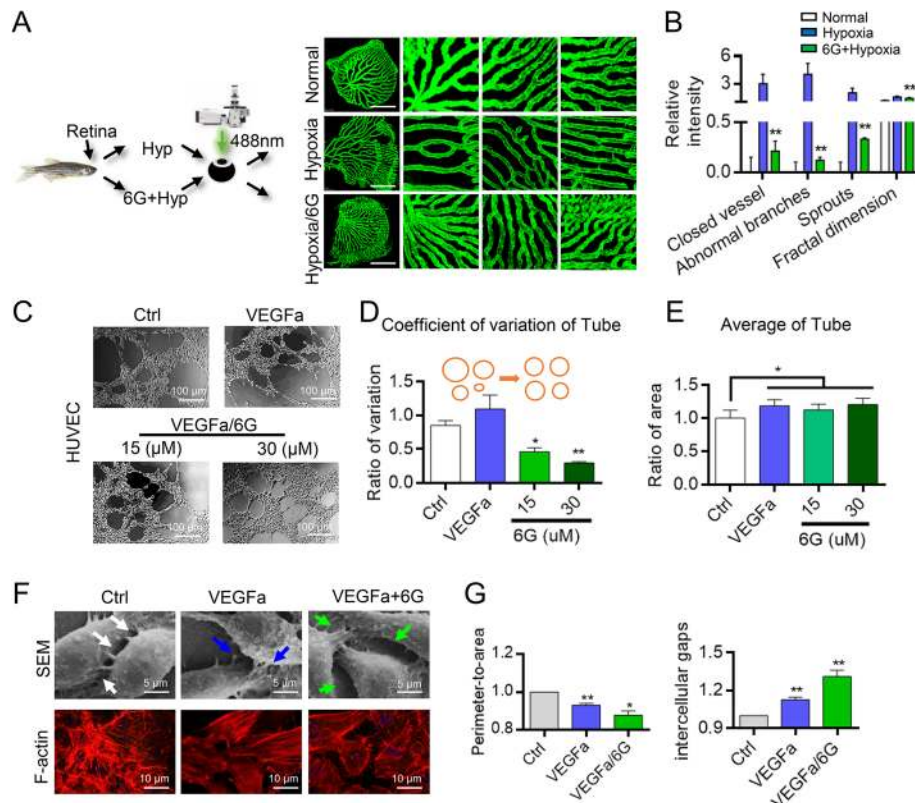 A
Retina
Hyp
6G+Hyp
488nm
Normal
Hypoxia
Hypoxia/6G
B
Normal
Hypoxia
6G+Hypoxia
Relative
intensity
6
3
0.5
0.0
**
**
**
**
Closed vessel
Abnormal branches
Sprouts
Fractal dimension
C
Ctrl
VEGFa
100 μm
100 μm
HUVEC
VEGFa/6G
15 (μM)
30 (μM)
100 μm
100 μm
D
Coefficient of variation of Tube
Ratio of variation
1.5
1.0
0.5
0.0
*
**
Ctrl
VEGFa
15
30
6G (uM)
E
Average of Tube
Ratio of area
1.5
1.0
0.5
0.0
*
Ctrl
VEGFa
15
30
6G (uM)
F
Ctrl
VEGFa
VEGFa+6G
SEM
5 μm
5 μm
5 μm
F-actin
10 μm
10 μm
10 μm
G
Perimeter-to-area
1.2
1.0
0.8
**
*
Ctrl
VEGFa
VEGFa/6G
intercellular gaps
1.5
1.2
0.9
**
**
Ctrl
VEGFa
VEGFa/6G